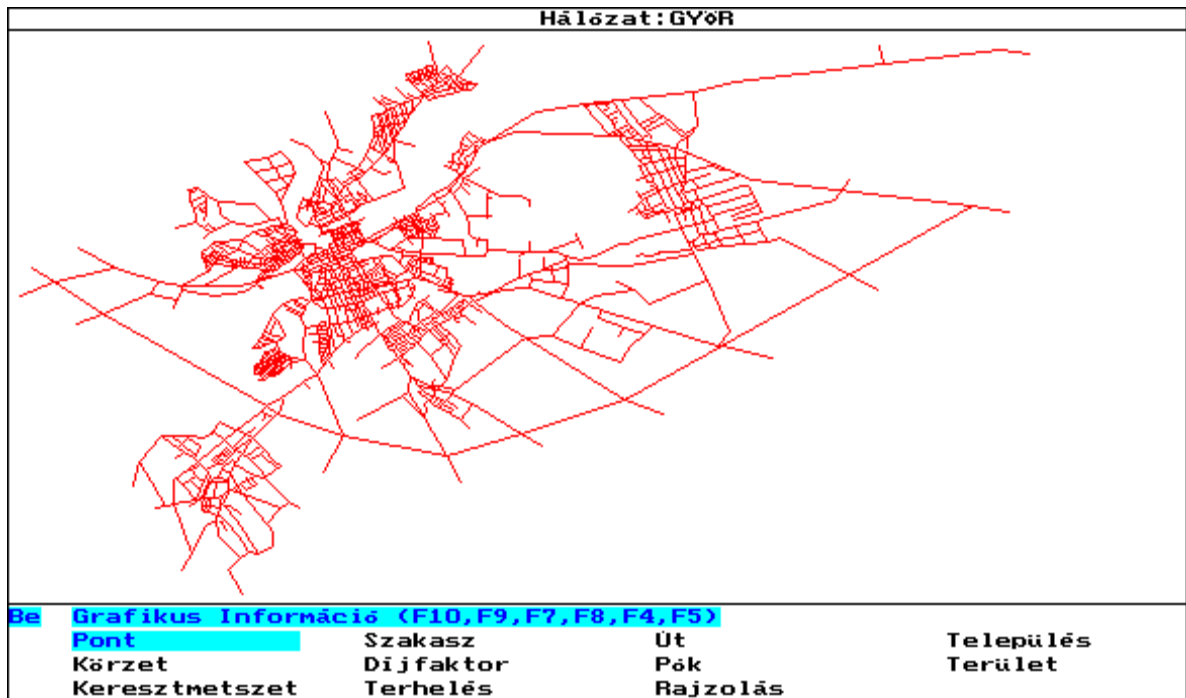 Hálózat:GYŐR
Be Grafikus Információ (F10,F9,F7,F8,F4,F5)
Pont Szakasz Út Település
Körzet Díjfaktor Pók Terület
Keresztmetszet Terhelés Rajzolás